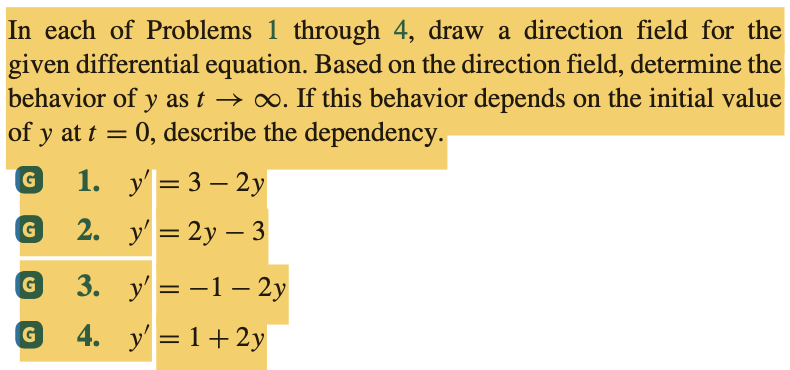 In each of Problems 1 through 4, draw a direction field for the
given differential equation. Based on the direction field, determine the
behavior of y as t → ∞. If this behavior depends on the initial value
of y at t = 0, describe the dependency.
G 1. y′ = 3 − 2y
G 2. y′ = 2y − 3
G 3. y′ = −1 − 2y
G 4. y′ = 1 + 2y